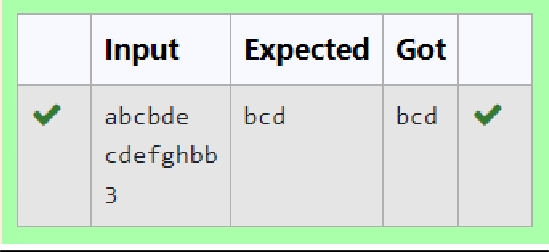 Input Expected Got
abcbde bcd bcd
cdefghbb
3